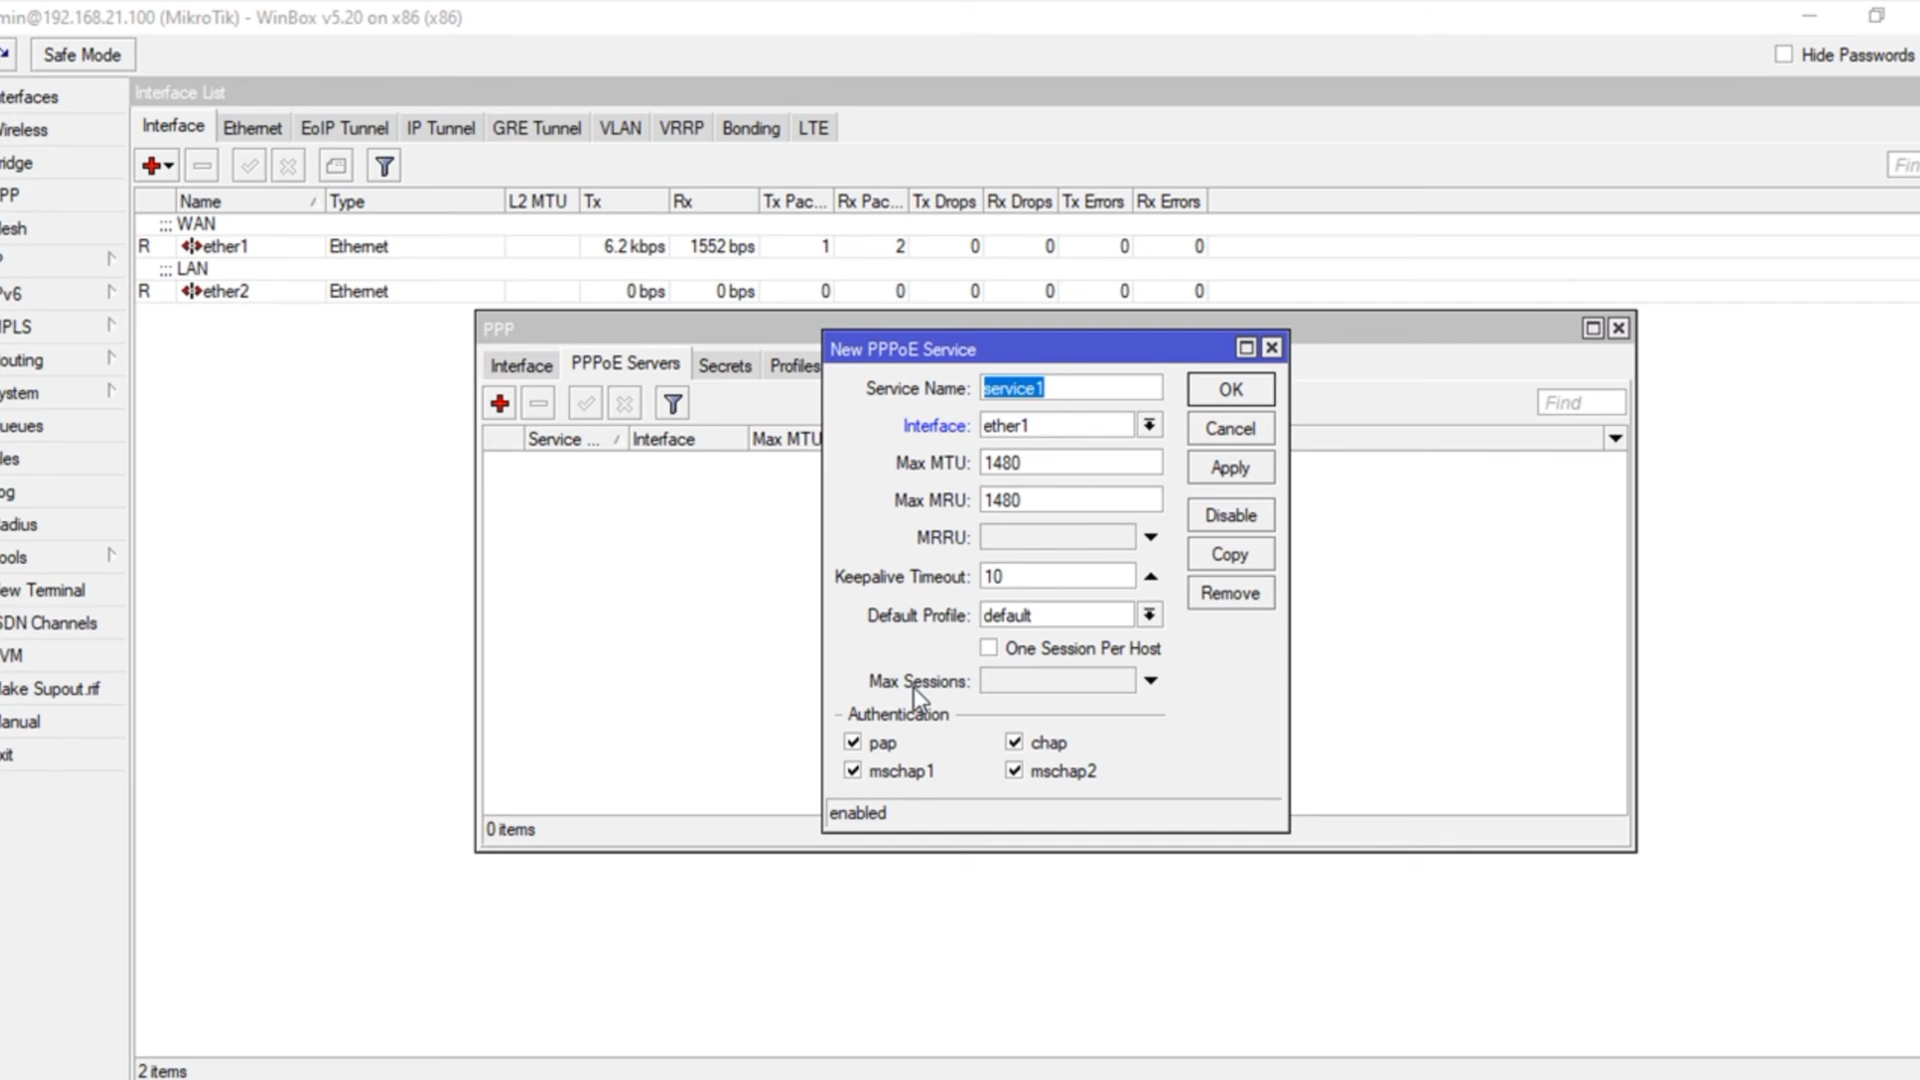 min@192.168.21.100 (MikroTik) - WinBox v5.20 on x86 (x86)
Safe Mode
Hide Passwords
terfaces
ireless
idge
PP
esh
P
Pv6
IPLS
outing
ystem
ueues
les
og
adius
ools
ew Terminal
SDN Channels
VM
lake Supout.rif
lanual
xit
Interface List
Interface Ethernet EoIP Tunnel IP Tunnel GRE Tunnel VLAN VRRP Bonding LTE
Fin
Name / Type L2 MTU Tx Rx Tx Pac... Rx Pac... Tx Drops Rx Drops Tx Errors Rx Errors
::: WAN
R ether1 Ethernet 6.2 kbps 1552 bps 1 2 0 0 0 0
::: LAN
R ether2 Ethernet 0 bps 0 bps 0 0 0 0 0 0
PPP
Interface PPPoE Servers Secrets Profiles
Find
Service ... / Interface Max MTU
0 items
New PPPoE Service
Service Name: service1
Interface: ether1
Max MTU: 1480
Max MRU: 1480
MRRU:
Keepalive Timeout: 10
Default Profile: default
One Session Per Host
Max Sessions:
Authentication
pap chap
mschap1 mschap2
enabled
OK
Cancel
Apply
Disable
Copy
Remove
2 items